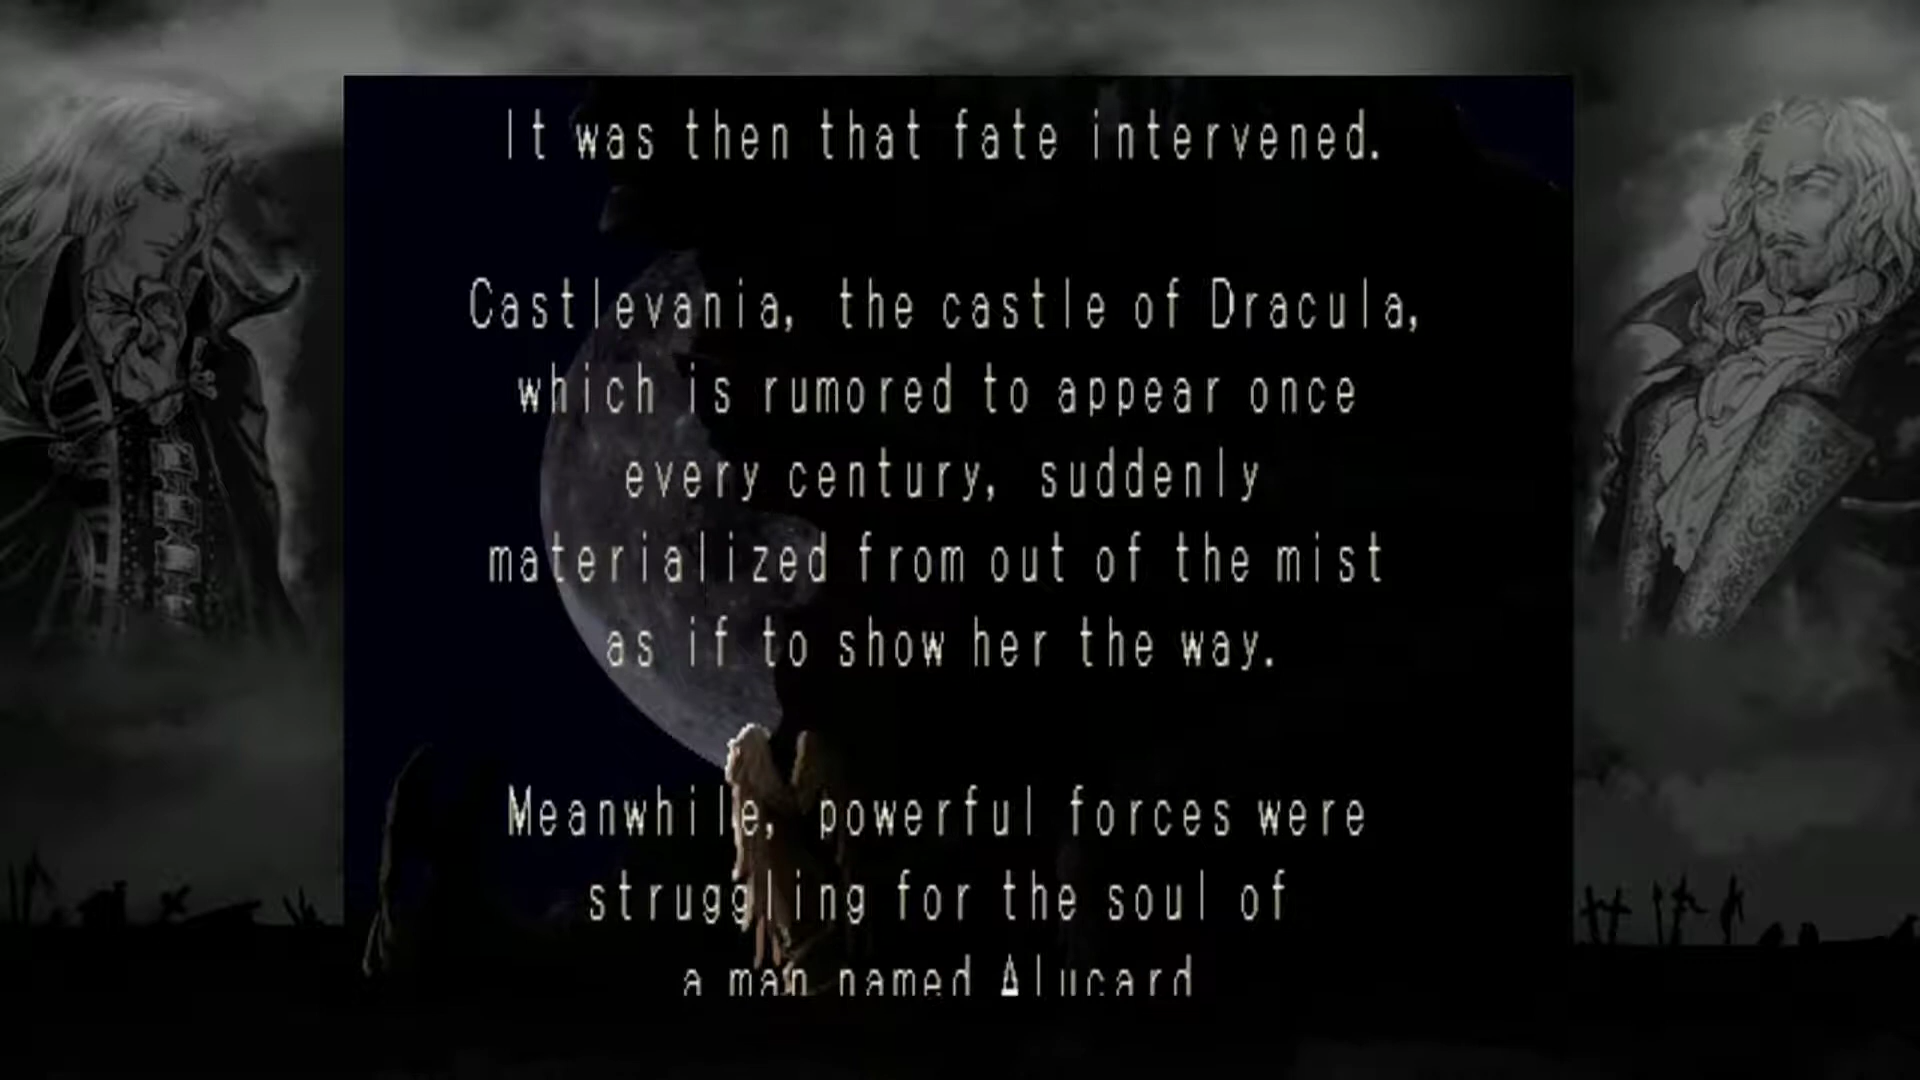 It was then that fate intervened.
Castlevania, the castle of Dracula,
which is rumored to appear once
every century, suddenly
materialized from out of the mist
as if to show her the way.
Meanwhile, powerful forces were
struggling for the soul of
a man named Alucard